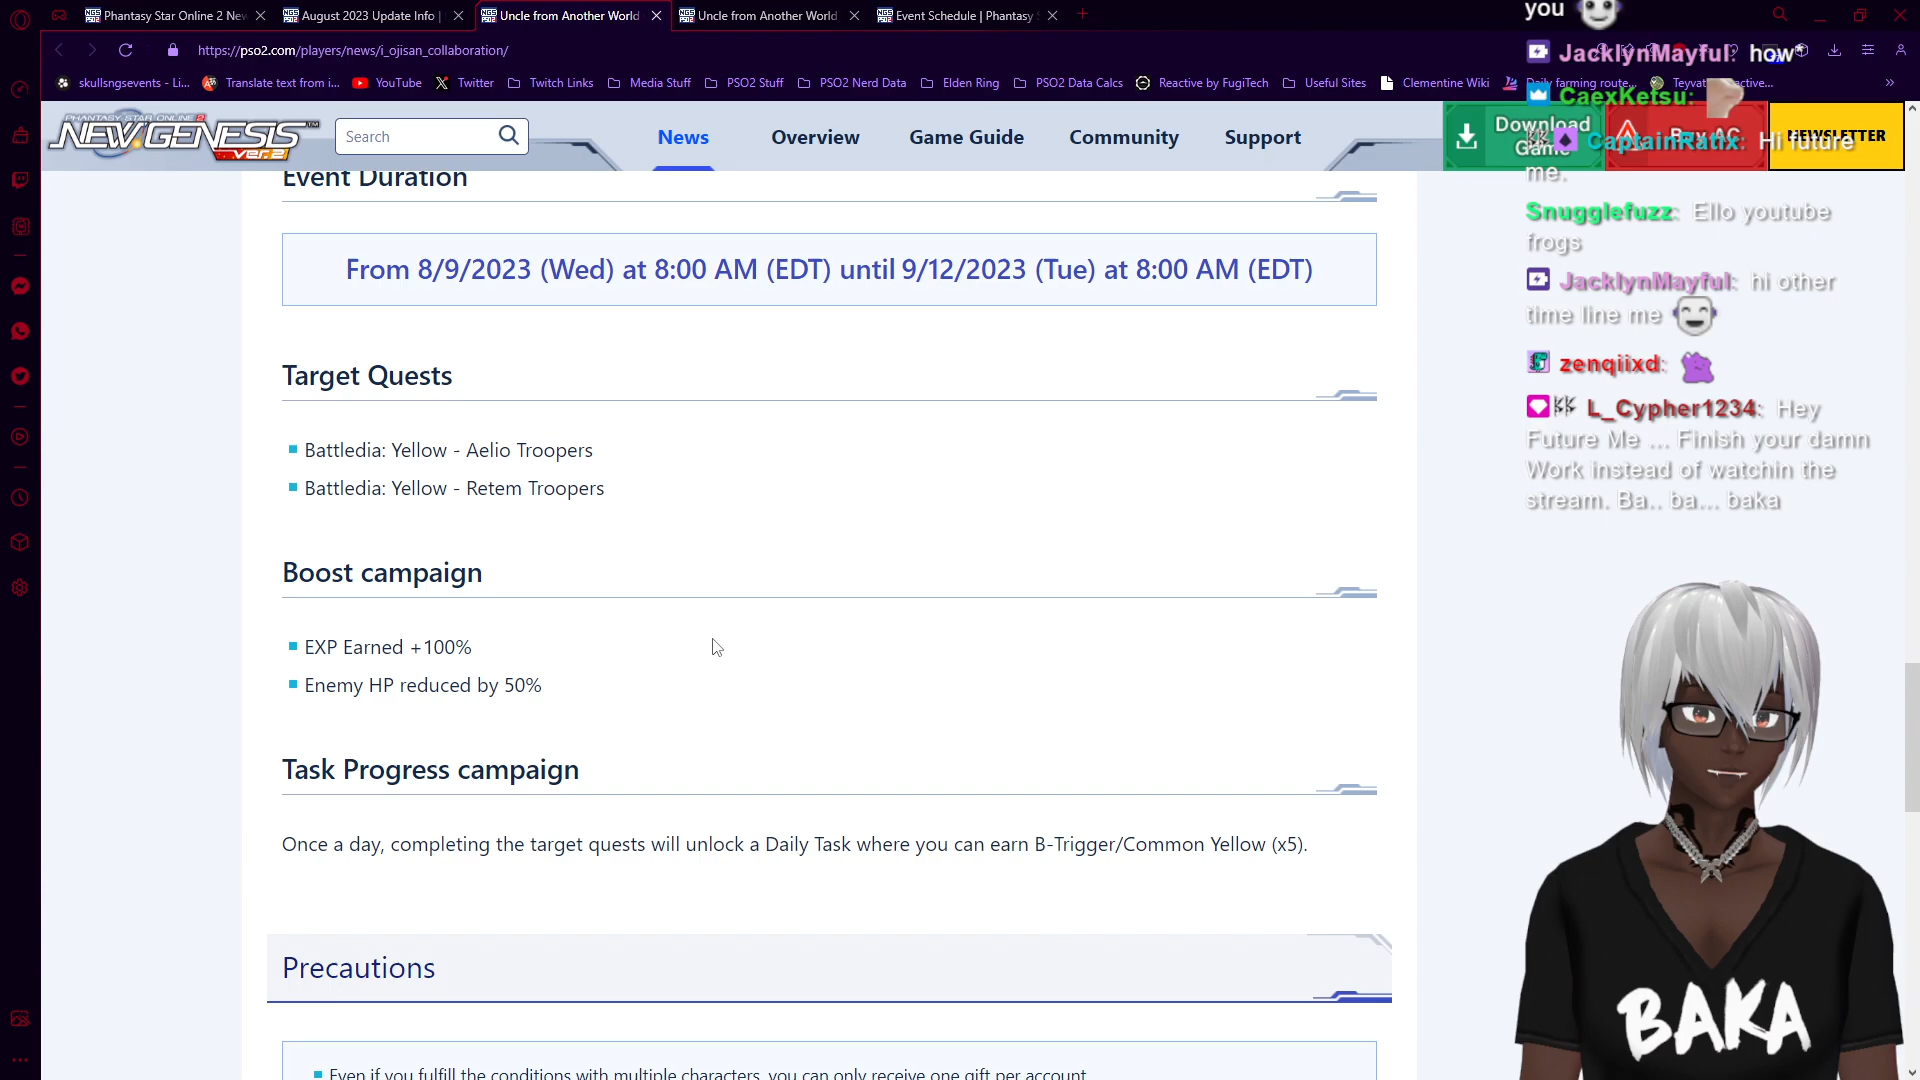 Phantasy Star Online 2 New
August 2023 Update Info |
Uncle from Another World
Uncle from Another World
Event Schedule | Phantasy S
https://pso2.com/players/news/i_ojisan_collaboration/
skullsngsevents - Li...
Translate text from i...
YouTube
Twitter
Twitch Links
Media Stuff
PSO2 Stuff
PSO2 Nerd Data
Elden Ring
PSO2 Data Calcs
Reactive by FugiTech
Useful Sites
Clementine Wiki
Daily farming route...
PHANTASY STAR ONLINE 2
NEW GENESIS
ver.2
Search
News
Overview
Game Guide
Community
Support
Download
Game
Buy AC
NEWSLETTER
Event Duration
From 8/9/2023 (Wed) at 8:00 AM (EDT) until 9/12/2023 (Tue) at 8:00 AM (EDT)
Target Quests
Battledia: Yellow - Aelio Troopers
Battledia: Yellow - Retem Troopers
Boost campaign
EXP Earned +100%
Enemy HP reduced by 50%
Task Progress campaign
Once a day, completing the target quests will unlock a Daily Task where you can earn B-Trigger/Common Yellow (x5).
Precautions
Even if you fulfill the conditions with multiple characters, you can only receive one gift per account.
you
JacklynMayful: how
CaexKetsu:
CaptainRatix: Hi future
me.
Snugglefuzz: Ello youtube
frogs
JacklynMayful: hi other
time line me
zenqiixd:
L_Cypher1234: Hey
Future Me ... Finish your damn
Work instead of watchin the
stream. Ba.. ba... baka
BAKA